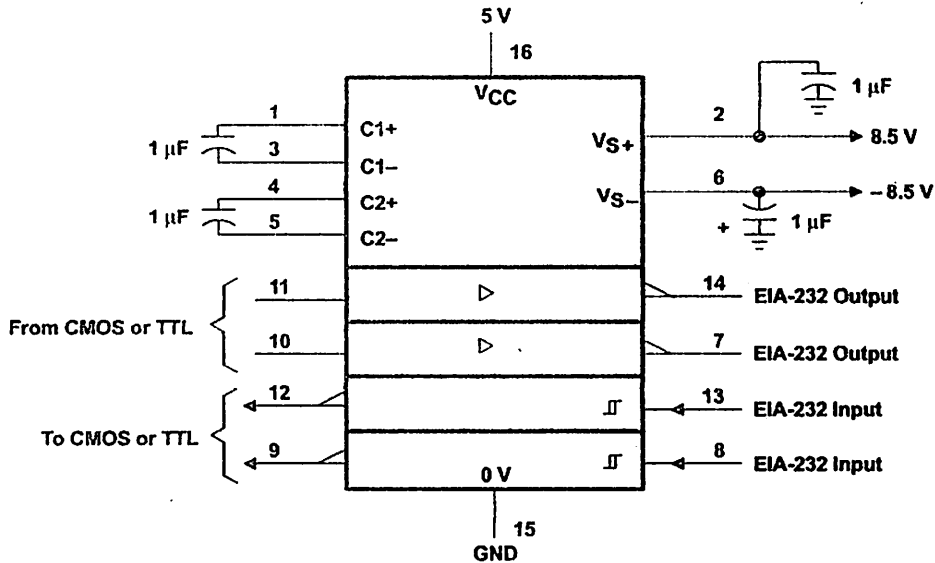 5 V
16
VCC
1 μF
1
C1+
3
C1–
1 μF
4
C2+
5
C2–
VS+
2
1 μF
8.5 V
VS–
6
– 8.5 V
+
1 μF
From CMOS or TTL
11
14
EIA-232 Output
10
7
EIA-232 Output
To CMOS or TTL
12
13
EIA-232 Input
9
8
EIA-232 Input
0 V
15
GND